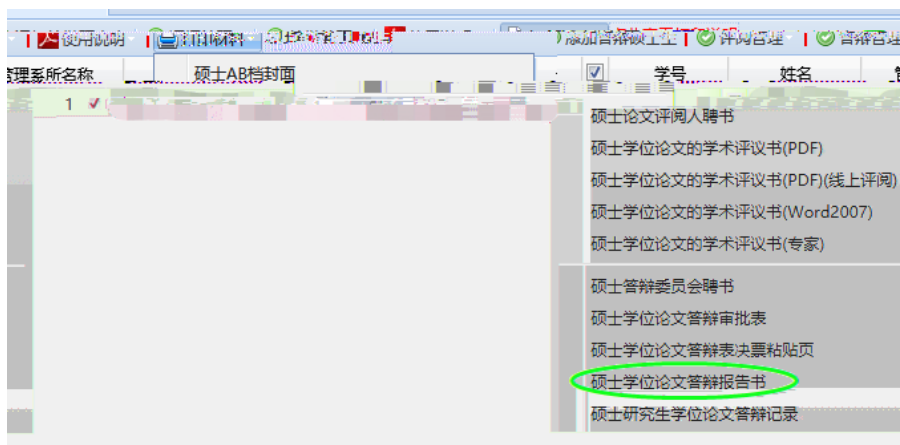 使用说明 打印材料 添加答辩硕士生 评阅管理 答辩管理
管理系所名称 硕士AB档封面 学号 姓名
1
硕士论文评阅人聘书
硕士学位论文的学术评议书(PDF)
硕士学位论文的学术评议书(PDF)(线上评阅)
硕士学位论文的学术评议书(Word2007)
硕士学位论文的学术评议书(专家)
硕士答辩委员会聘书
硕士学位论文答辩审批表
硕士学位论文答辩表决票粘贴页
硕士学位论文答辩报告书
硕士研究生学位论文答辩记录